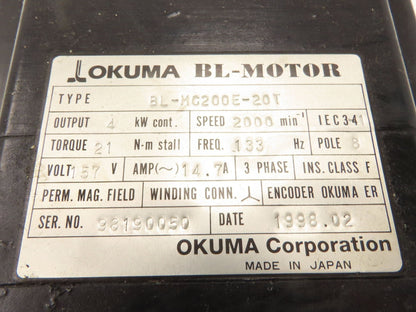 OKUMA BL-MOTOR
TYPE BL-MC200E-20T
OUTPUT 4 kW cont. SPEED 2000 min⁻¹ IEC341
TORQUE 21 N-m stall FREQ. 133 Hz POLE 8
VOLT 157 V AMP(~) 14.7A 3 PHASE INS. CLASS F
PERM. MAG. FIELD WINDING CONN. ENCODER OKUMA ER
SER. NO. 98190050 DATE 1998.02
OKUMA Corporation
MADE IN JAPAN